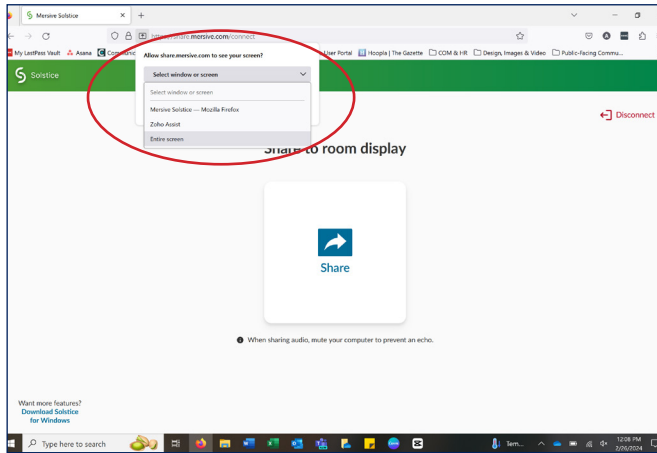 Mersive Solstice
share.mersive.com/connect
My LastPass Vault Asana User Portal Hoopla | The Gazette COM & HR Design, Images & Video Public-Facing Commu...
Allow share.mersive.com to see your screen?
Solstice
Select window or screen
Select window or screen
Mersive Solstice — Mozilla Firefox
Zoho Assist
Entire screen
Disconnect
Share to room display
Share
When sharing audio, mute your computer to prevent an echo.
Want more features?
Download Solstice
for Windows
Type here to search
Tem...
12:08 PM
2/26/2024